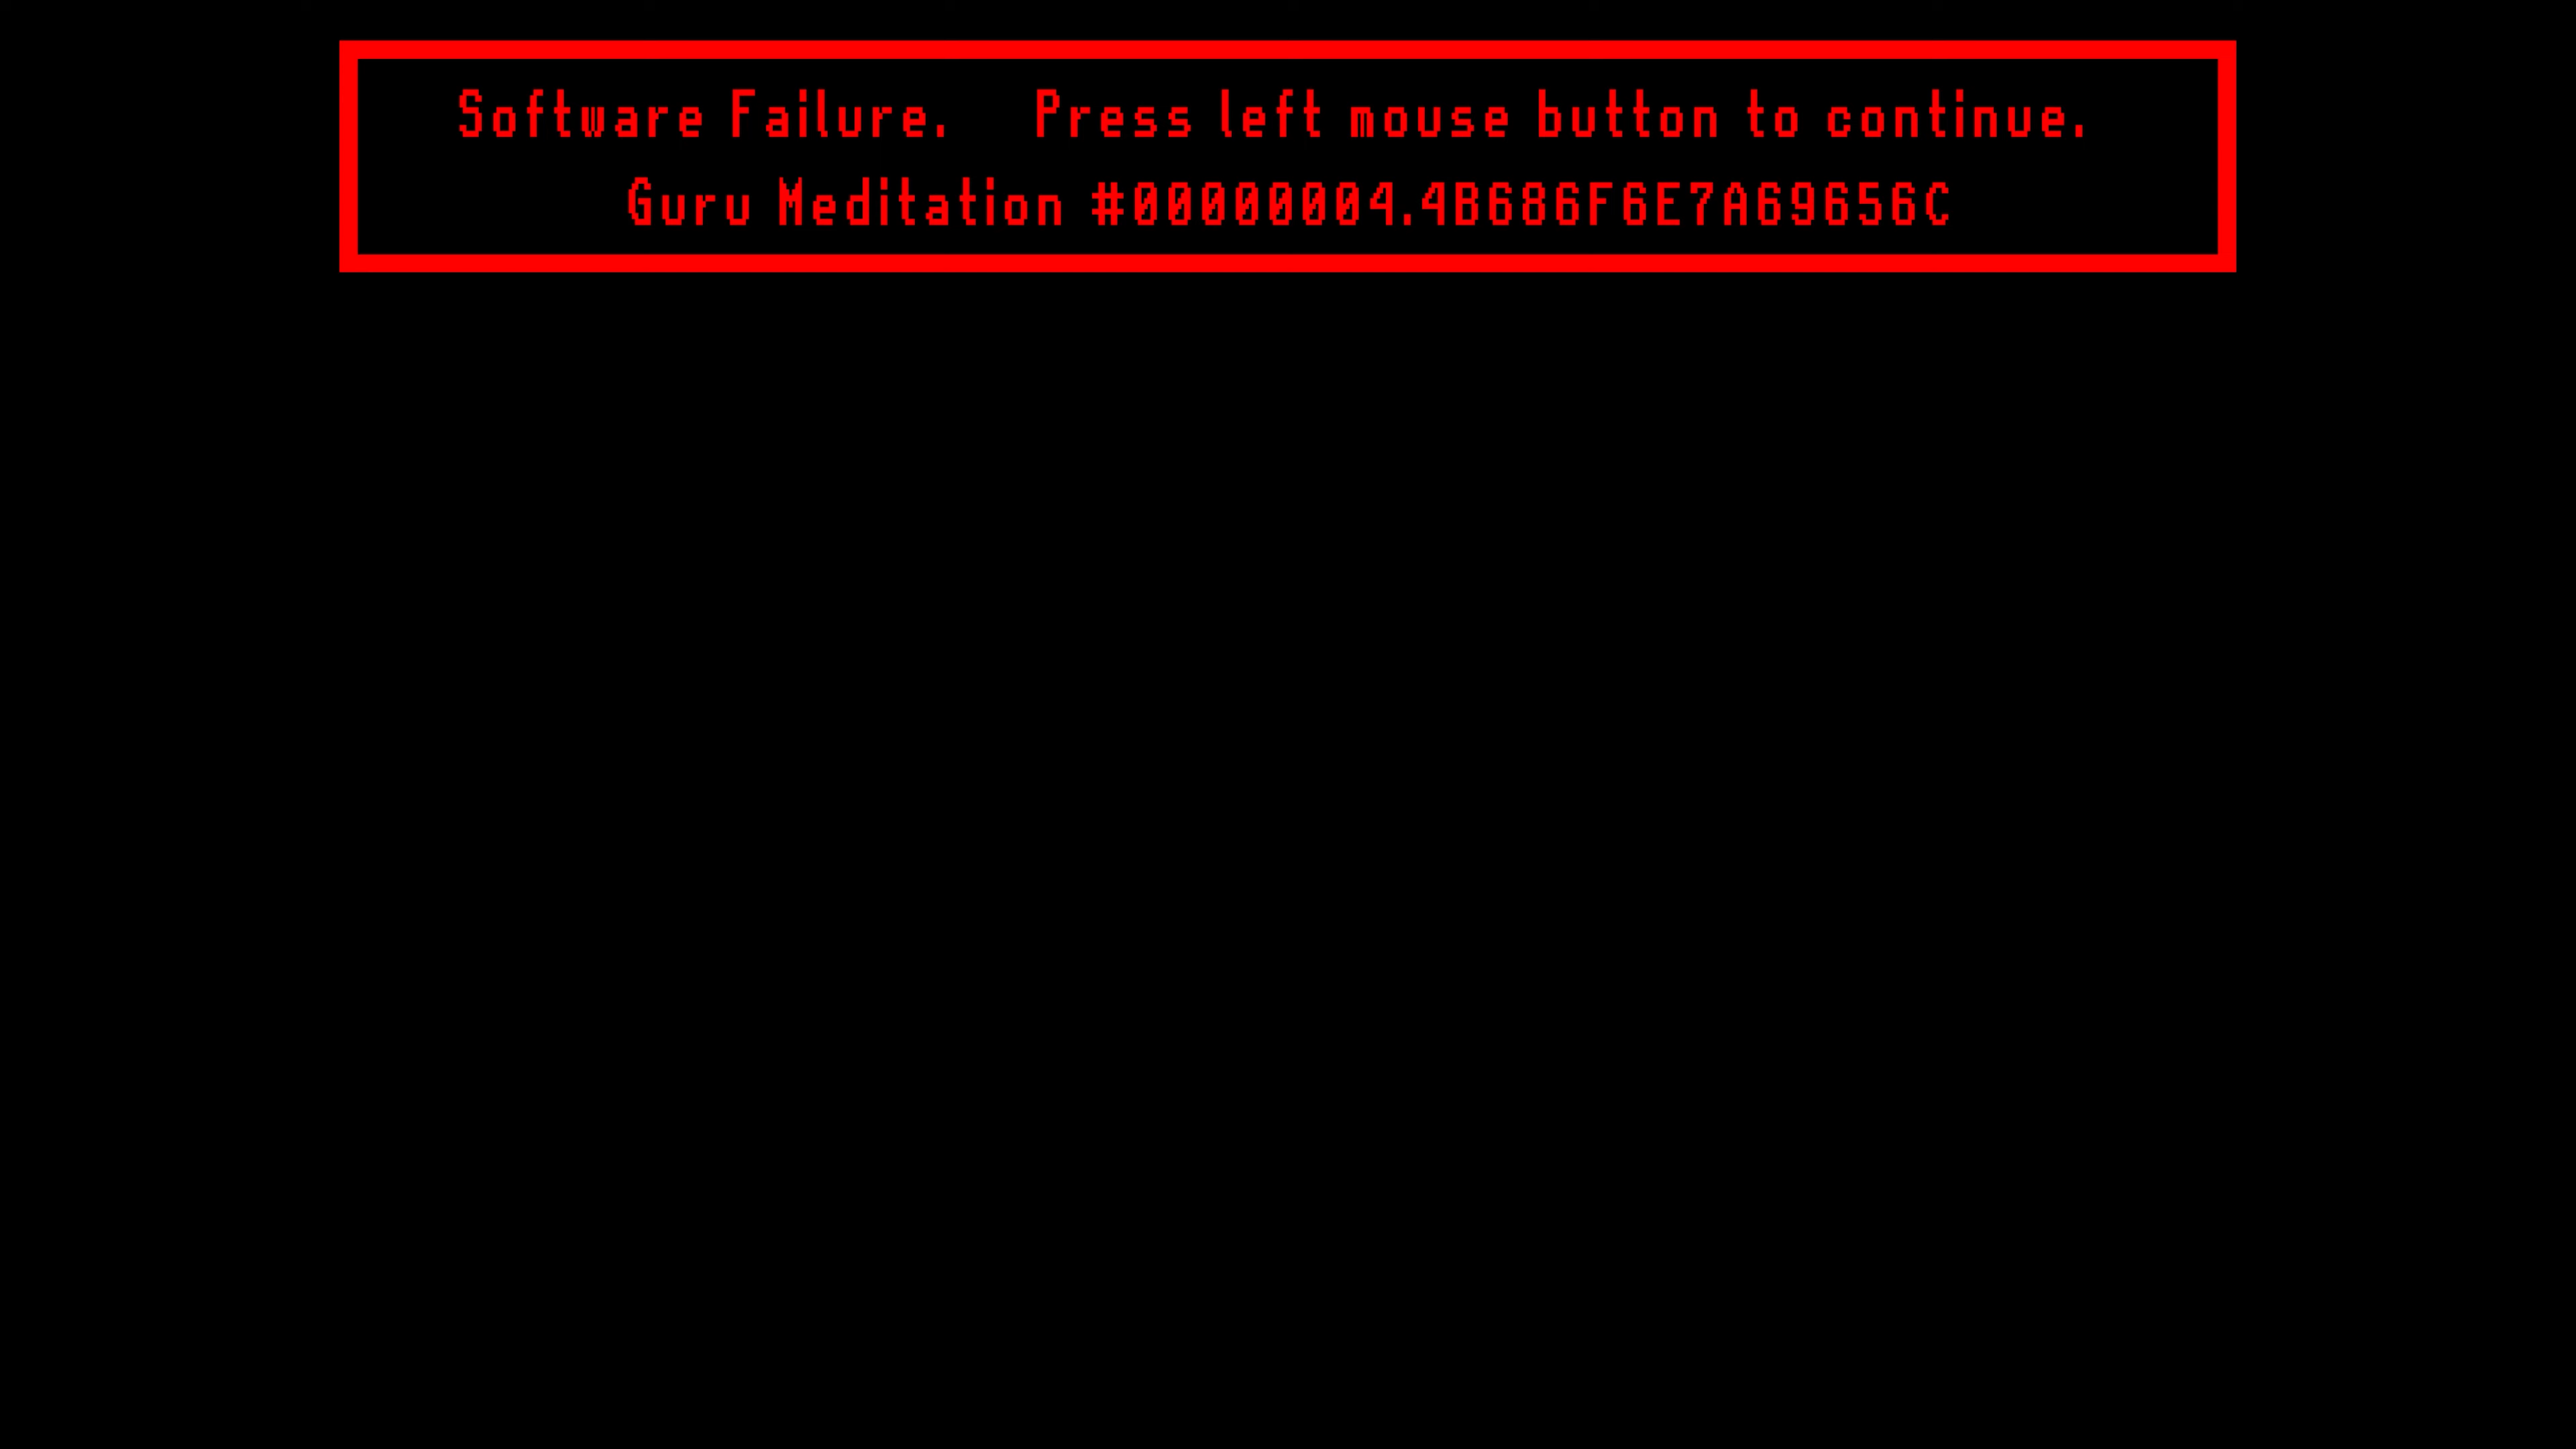 Software Failure.   Press left mouse button to continue.
Guru Meditation #00000004.4B686F6E7A69656C